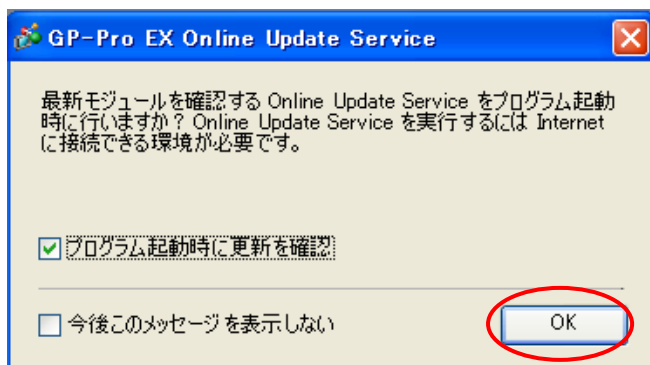 GP-Pro EX Online Update Service
最新モジュールを確認する Online Update Service をプログラム起動
時に行いますか？Online Update Service を実行するには Internet
に接続できる環境が必要です。
プログラム起動時に更新を確認
今後このメッセージを表示しない
OK